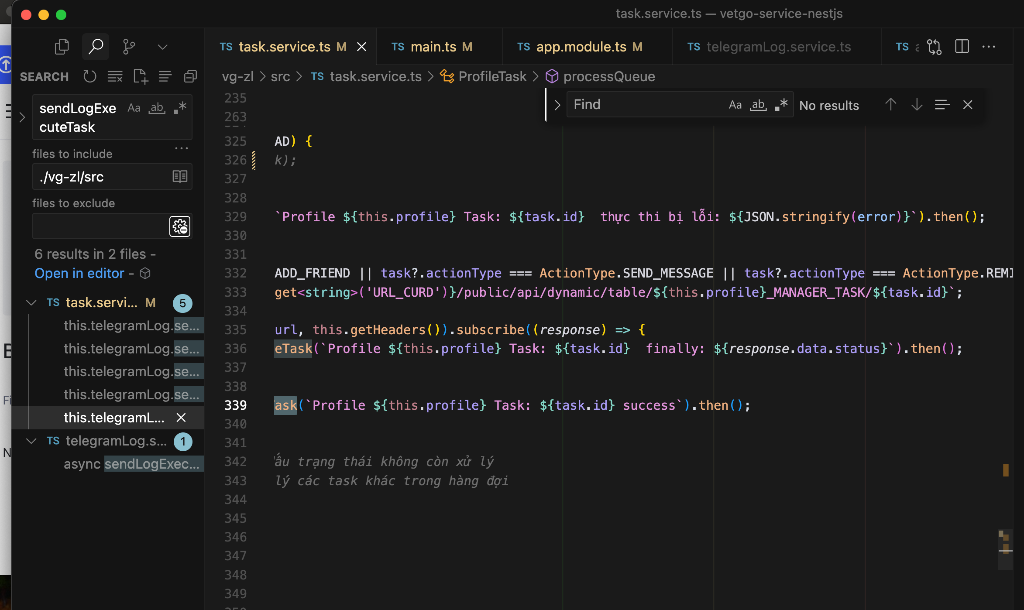 task.service.ts — vetgo-service-nestjs
TS task.service.ts M
TS main.ts M
TS app.module.ts M
TS telegramLog.service.ts
TS
SEARCH
vg-zl > src > TS task.service.ts > ProfileTask > processQueue
sendLogExe
cuteTask
Aa ab
files to include
./vg-zl/src
files to exclude
6 results in 2 files -
Open in editor -
TS task.servi... M 5
this.telegramLog.se...
this.telegramLog.se...
this.telegramLog.se...
this.telegramLog.se...
this.telegramL...
TS telegramLog.s... 1
async sendLogExec...
Find Aa ab No results
235
263
325 AD) {
326 k);
327
328
329 `Profile ${this.profile} Task: ${task.id}  thực thi bị lỗi: ${JSON.stringify(error)}`).then();
330
331
332 ADD_FRIEND || task?.actionType === ActionType.SEND_MESSAGE || task?.actionType === ActionType.REMI
333 get<string>('URL_CURD')}/public/api/dynamic/table/${this.profile}_MANAGER_TASK/${task.id}`;
334
335 url, this.getHeaders()).subscribe((response) => {
336 eTask(`Profile ${this.profile} Task: ${task.id}  finally: ${response.data.status}`).then();
337
338
339 ask(`Profile ${this.profile} Task: ${task.id} success`).then();
340
341
342 ấu trạng thái không còn xử lý
343 lý các task khác trong hàng đợi
344
345
346
347
348
349